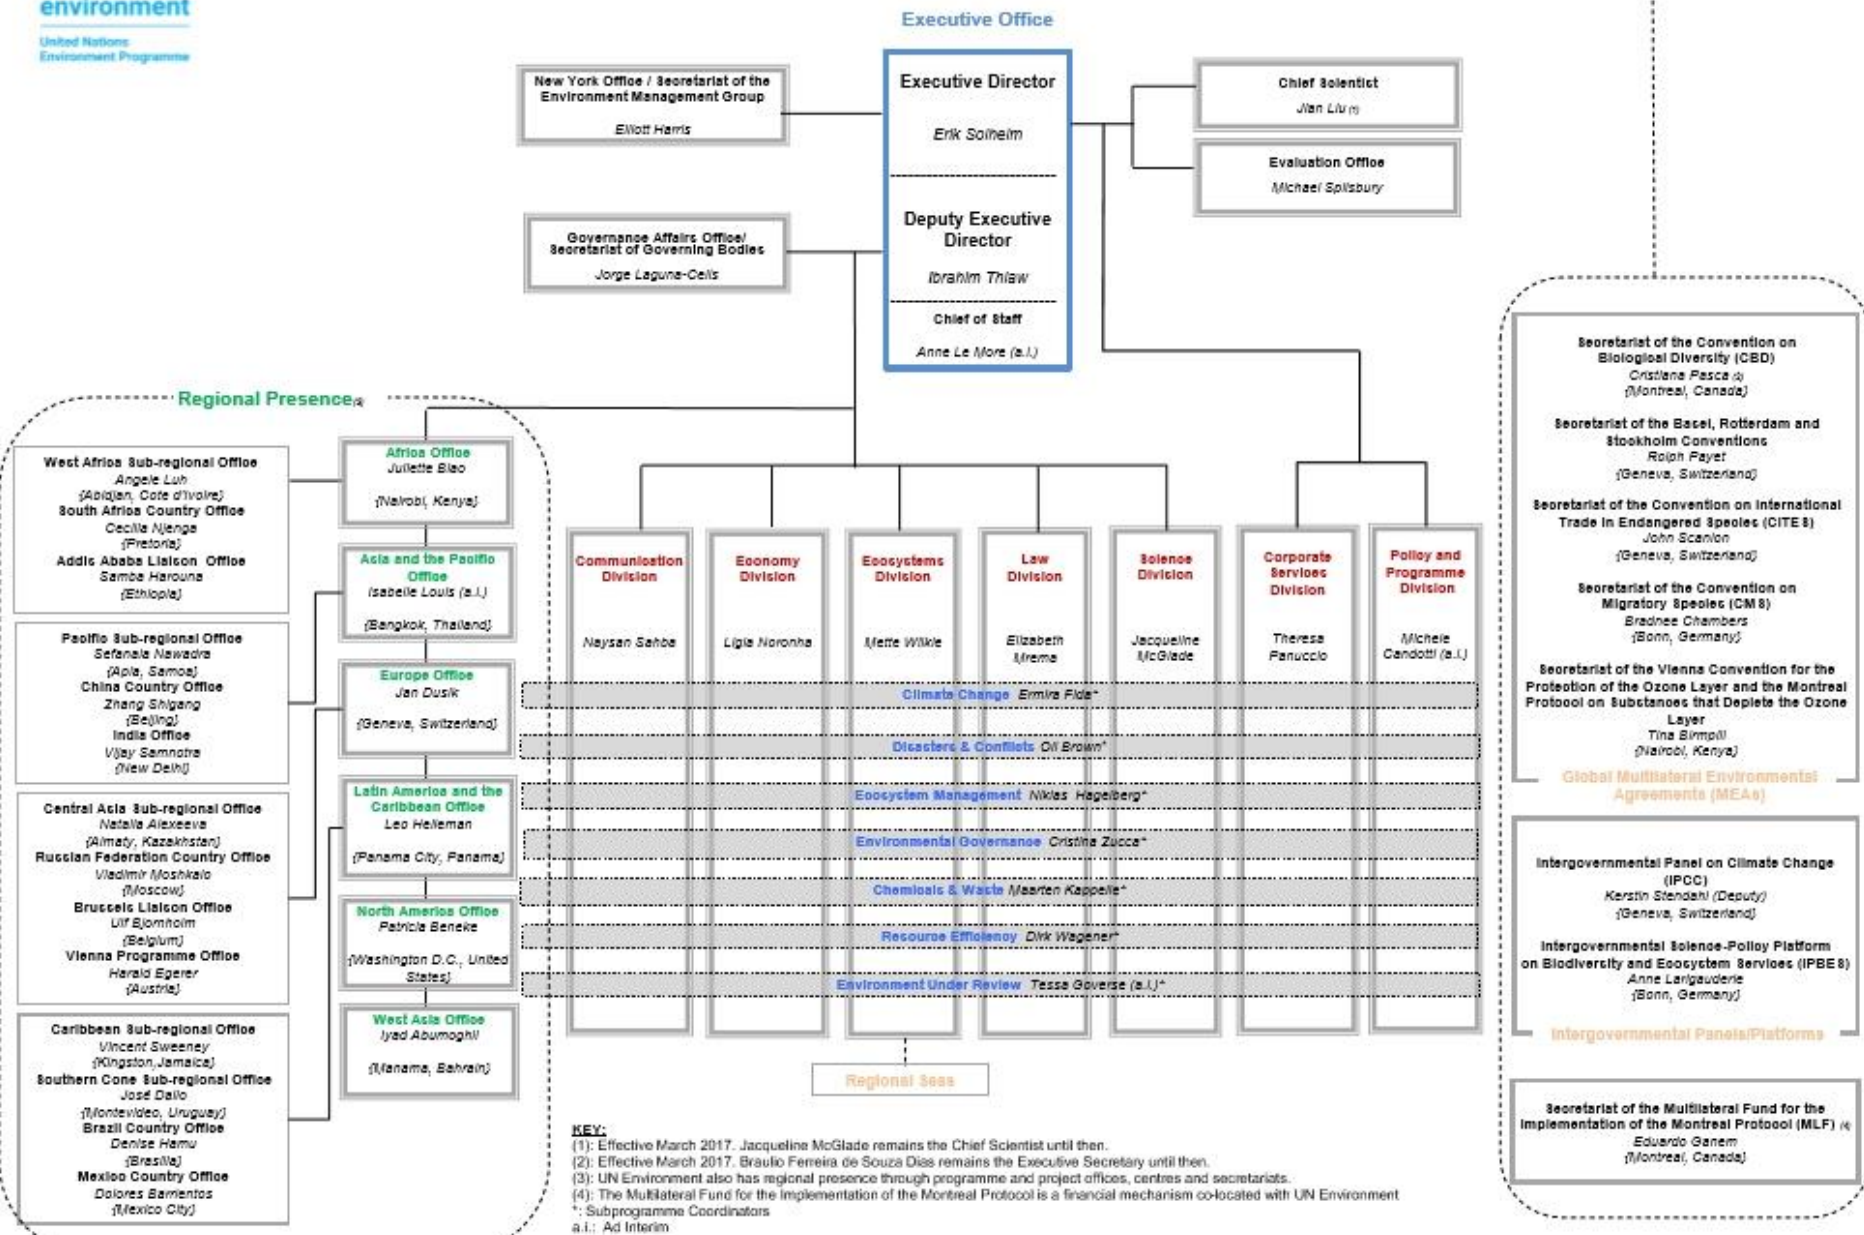 environment
United Nations
Environment Programme
Executive Office
New York Office / Secretariat of the
Environment Management Group
Elliott Harris
Governance Affairs Office/
Secretariat of Governing Bodies
Jorge Laguna-Celis
Executive Director
Erik Solheim
Deputy Executive
Director
Ibrahim Thiaw
Chief of Staff
Anne Le More (a.i.)
Chief Scientist
Jian Liu (1)
Evaluation Office
Michael Spilsbury
Regional Presence(3)
West Africa Sub-regional Office
Angele Luh
{Abidjan, Cote d'Ivoire}
South Africa Country Office
Cecilia Njenga
{Pretoria}
Addis Ababa Liaison Office
Samba Harouna
{Ethiopia}
Pacific Sub-regional Office
Sefanaia Nawadra
{Apia, Samoa}
China Country Office
Zhang Shigang
{Beijing}
India Office
Vijay Samnotra
{New Delhi}
Central Asia Sub-regional Office
Natalia Alexeeva
{Almaty, Kazakhstan}
Russian Federation Country Office
Vladimir Moshkalo
{Moscow}
Brussels Liaison Office
Ulf Bjornholm
{Belgium}
Vienna Programme Office
Harald Egerer
{Austria}
Caribbean Sub-regional Office
Vincent Sweeney
{Kingston,Jamaica}
Southern Cone Sub-regional Office
José Dallo
{Montevideo, Uruguay}
Brazil Country Office
Denise Hamu
{Brasilia}
Mexico Country Office
Dolores Barrientos
{Mexico City}
Africa Office
Juliette Biao
{Nairobi, Kenya}
Asia and the Pacific
Office
Isabelle Louis (a.i.)
{Bangkok, Thailand}
Europe Office
Jan Dusik
{Geneva, Switzerland}
Latin America and the
Caribbean Office
Leo Heileman
{Panama City, Panama}
North America Office
Patricia Beneke
{Washington D.C., United
States}
West Asia Office
Iyad Abumoghli
{Manama, Bahrain}
Communication
Division
Naysan Sahba
Economy
Division
Ligia Noronha
Ecosystems
Division
Mette Wilkie
Law
Division
Elizabeth
Mrema
Science
Division
Jacqueline
McGlade
Corporate
Services
Division
Theresa
Panuccio
Policy and
Programme
Division
Michele
Candotti (a.i.)
Climate Change Ermira Fida*
Disasters & Conflicts Oli Brown*
Ecosystem Management Niklas Hagelberg*
Environmental Governance Cristina Zucca*
Chemicals & Waste Maarten Kappelle*
Resource Efficiency Dirk Wagener*
Environment Under Review Tessa Goverse (a.i.)*
Regional Seas
Secretariat of the Convention on
Biological Diversity (CBD)
Cristiana Pasca (2)
{Montreal, Canada}
Secretariat of the Basel, Rotterdam and
Stockholm Conventions
Rolph Payet
{Geneva, Switzerland}
Secretariat of the Convention on International
Trade in Endangered Species (CITES)
John Scanlon
{Geneva, Switzerland}
Secretariat of the Convention on
Migratory Species (CMS)
Bradnee Chambers
{Bonn, Germany}
Secretariat of the Vienna Convention for the
Protection of the Ozone Layer and the Montreal
Protocol on Substances that Deplete the Ozone
Layer
Tina Birmpili
{Nairobi, Kenya}
Global Multilateral Environmental
Agreements (MEAs)
Intergovernmental Panel on Climate Change
(IPCC)
Kerstin Stendahl (Deputy)
{Geneva, Switzerland}
Intergovernmental Science-Policy Platform
on Biodiversity and Ecosystem Services (IPBES)
Anne Larigauderie
{Bonn, Germany}
Intergovernmental Panels/Platforms
Secretariat of the Multilateral Fund for the
Implementation of the Montreal Protocol (MLF) (4)
Eduardo Ganem
{Montreal, Canada}
KEY:
(1): Effective March 2017. Jacqueline McGlade remains the Chief Scientist until then.
(2): Effective March 2017. Braulio Ferreira de Souza Dias remains the Executive Secretary until then.
(3): UN Environment also has regional presence through programme and project offices, centres and secretariats.
(4): The Multilateral Fund for the Implementation of the Montreal Protocol is a financial mechanism co-located with UN Environment
*: Subprogramme Coordinators
a.i.: Ad Interim